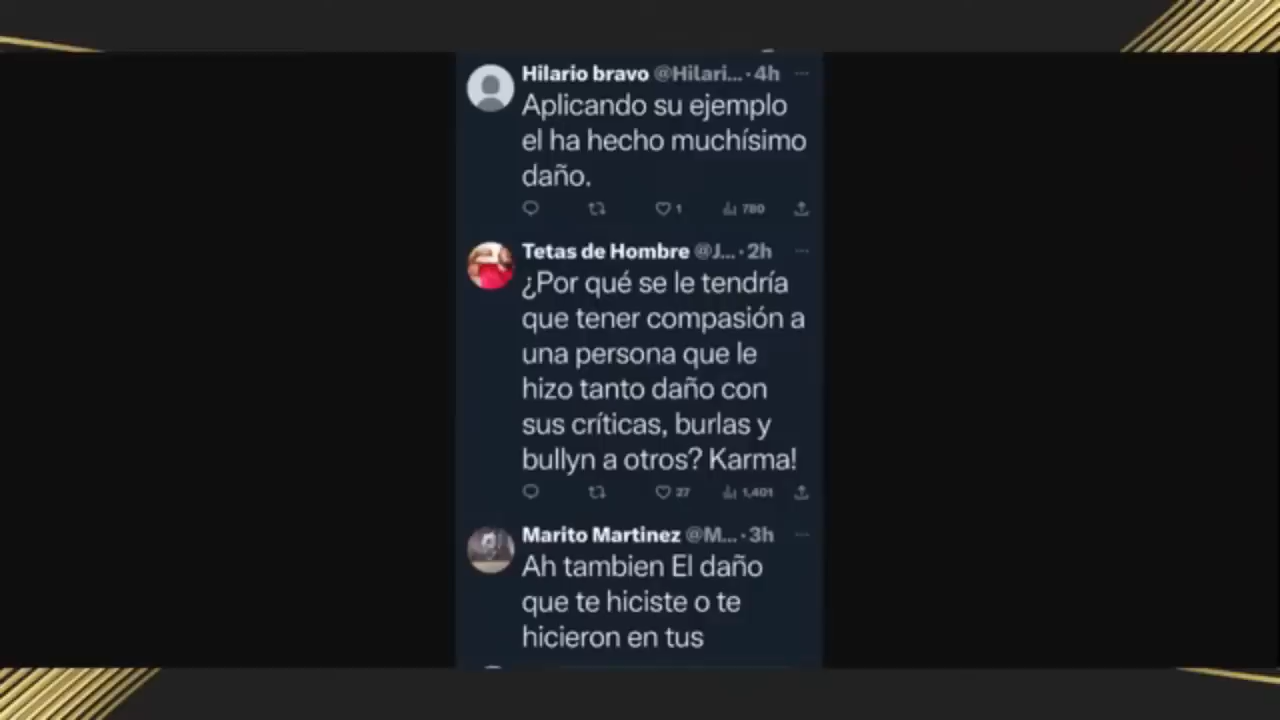 Hilario bravo @Hilari... · 4h
Aplicando su ejemplo
el ha hecho muchísimo
daño.
1 780
Tetas de Hombre @J... · 2h
¿Por qué se le tendría
que tener compasión a
una persona que le
hizo tanto daño con
sus críticas, burlas y
bullyn a otros? Karma!
27 1,401
Marito Martinez @M... · 3h
Ah tambien El daño
que te hiciste o te
hicieron en tus